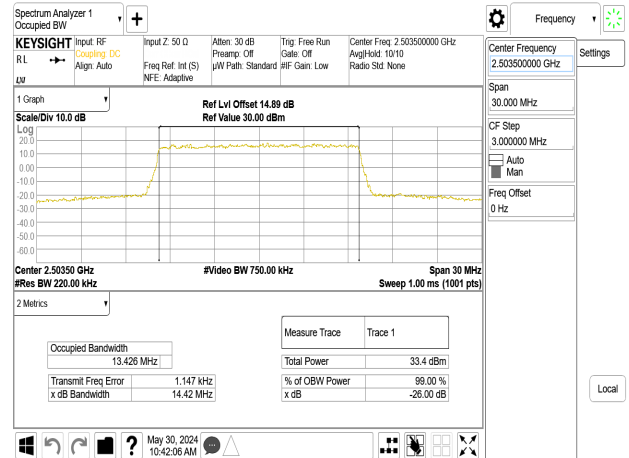 Spectrum Analyzer 1
Occupied BW
Frequency
KEYSIGHT
Input: RF
Input Z: 50 Ω
Atten: 30 dB
Trig: Free Run
Center Freq: 2.503500000 GHz
R L
Coupling: DC
Preamp: Off
Gate: Off
Avg|Hold: 10/10
Align: Auto
Freq Ref: Int (S)
µW Path: Standard
#IF Gain: Low
Radio Std: None
NFE: Adaptive
Center Frequency
2.503500000 GHz
Settings
Span
30.000 MHz
CF Step
3.000000 MHz
Auto
Man
Freq Offset
0 Hz
Local
1 Graph
Ref Lvl Offset 14.89 dB
Scale/Div 10.0 dB
Ref Value 30.00 dBm
Log
20.0
10.0
0.00
-10.0
-20.0
-30.0
-40.0
-50.0
-60.0
Center 2.50350 GHz
#Video BW 750.00 kHz
Span 30 MHz
#Res BW 220.00 kHz
Sweep 1.00 ms (1001 pts)
2 Metrics
Measure Trace
Trace 1
Occupied Bandwidth
13.426 MHz
Total Power
33.4 dBm
Transmit Freq Error
1.147 kHz
% of OBW Power
99.00 %
x dB Bandwidth
14.42 MHz
x dB
-26.00 dB
?
May 30, 2024
10:42:06 AM